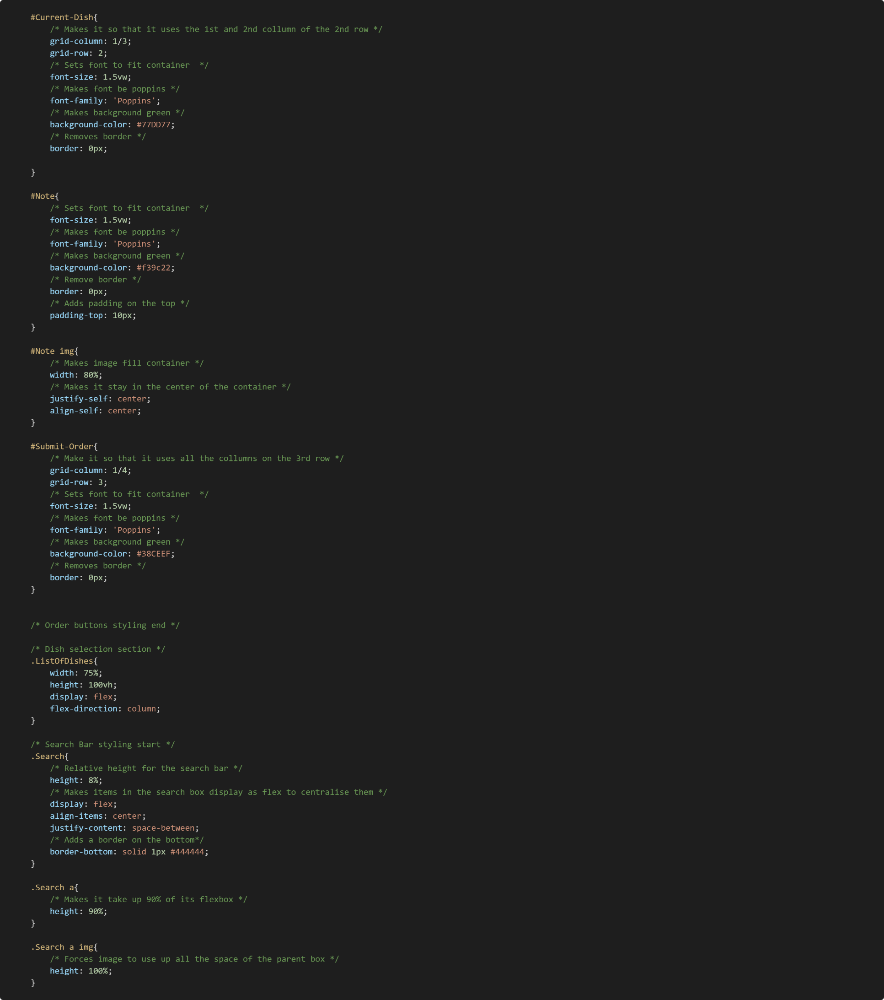 #Current-Dish{
    /* Makes it so that it uses the 1st and 2nd collumn of the 2nd row */
    grid-column: 1/3;
    grid-row: 2;
    /* Sets font to fit container  */
    font-size: 1.5vw;
    /* Makes font be poppins */
    font-family: 'Poppins';
    /* Makes background green */
    background-color: #77DD77;
    /* Removes border */
    border: 0px;

}

#Note{
    /* Sets font to fit container  */
    font-size: 1.5vw;
    /* Makes font be poppins */
    font-family: 'Poppins';
    /* Makes background green */
    background-color: #f39c22;
    /* Remove border */
    border: 0px;
    /* Adds padding on the top */
    padding-top: 10px;
}

#Note img{
    /* Makes image fill container */
    width: 80%;
    /* Makes it stay in the center of the container */
    justify-self: center;
    align-self: center;
}

#Submit-Order{
    /* Make it so that it uses all the collumns on the 3rd row */
    grid-column: 1/4;
    grid-row: 3;
    /* Sets font to fit container  */
    font-size: 1.5vw;
    /* Makes font be poppins */
    font-family: 'Poppins';
    /* Makes background green */
    background-color: #38CEEF;
    /* Removes border */
    border: 0px;
}


/* Order buttons styling end */

/* Dish selection section */
.ListOfDishes{
    width: 75%;
    height: 100vh;
    display: flex;
    flex-direction: column;
}

/* Search Bar styling start */
.Search{
    /* Relative height for the search bar */
    height: 8%;
    /* Makes items in the search box display as flex to centralise them */
    display: flex;
    align-items: center;
    justify-content: space-between;
    /* Adds a border on the bottom*/
    border-bottom: solid 1px #444444;
}

.Search a{
    /* Makes it take up 90% of its flexbox */
    height: 90%;
}

.Search a img{
    /* Forces image to use up all the space of the parent box */
    height: 100%;
}